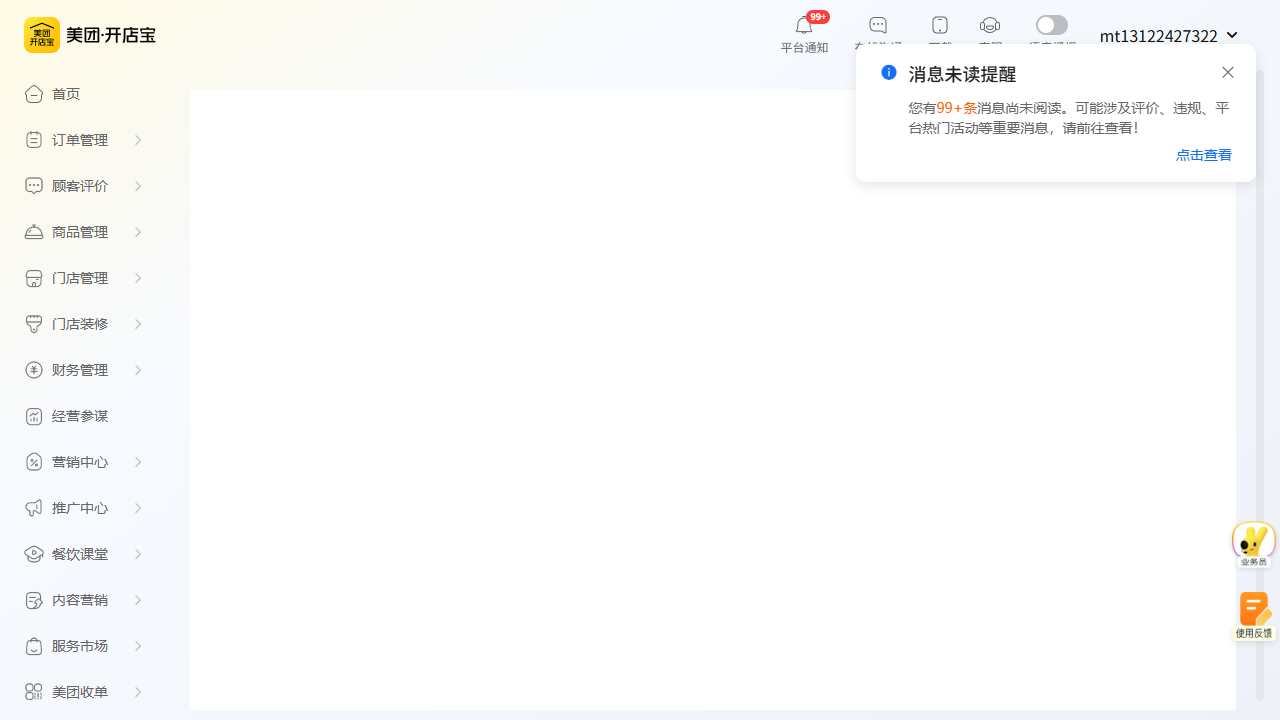 美团
开店宝
美团·开店宝
99+
平台通知
mt13122427322
消息未读提醒
您有99+条消息尚未阅读。可能涉及评价、违规、平
台热门活动等重要消息，请前往查看！
点击查看
首页
订单管理
顾客评价
商品管理
门店管理
门店装修
财务管理
经营参谋
营销中心
推广中心
餐饮课堂
内容营销
服务市场
美团收单
业务员
使用反馈